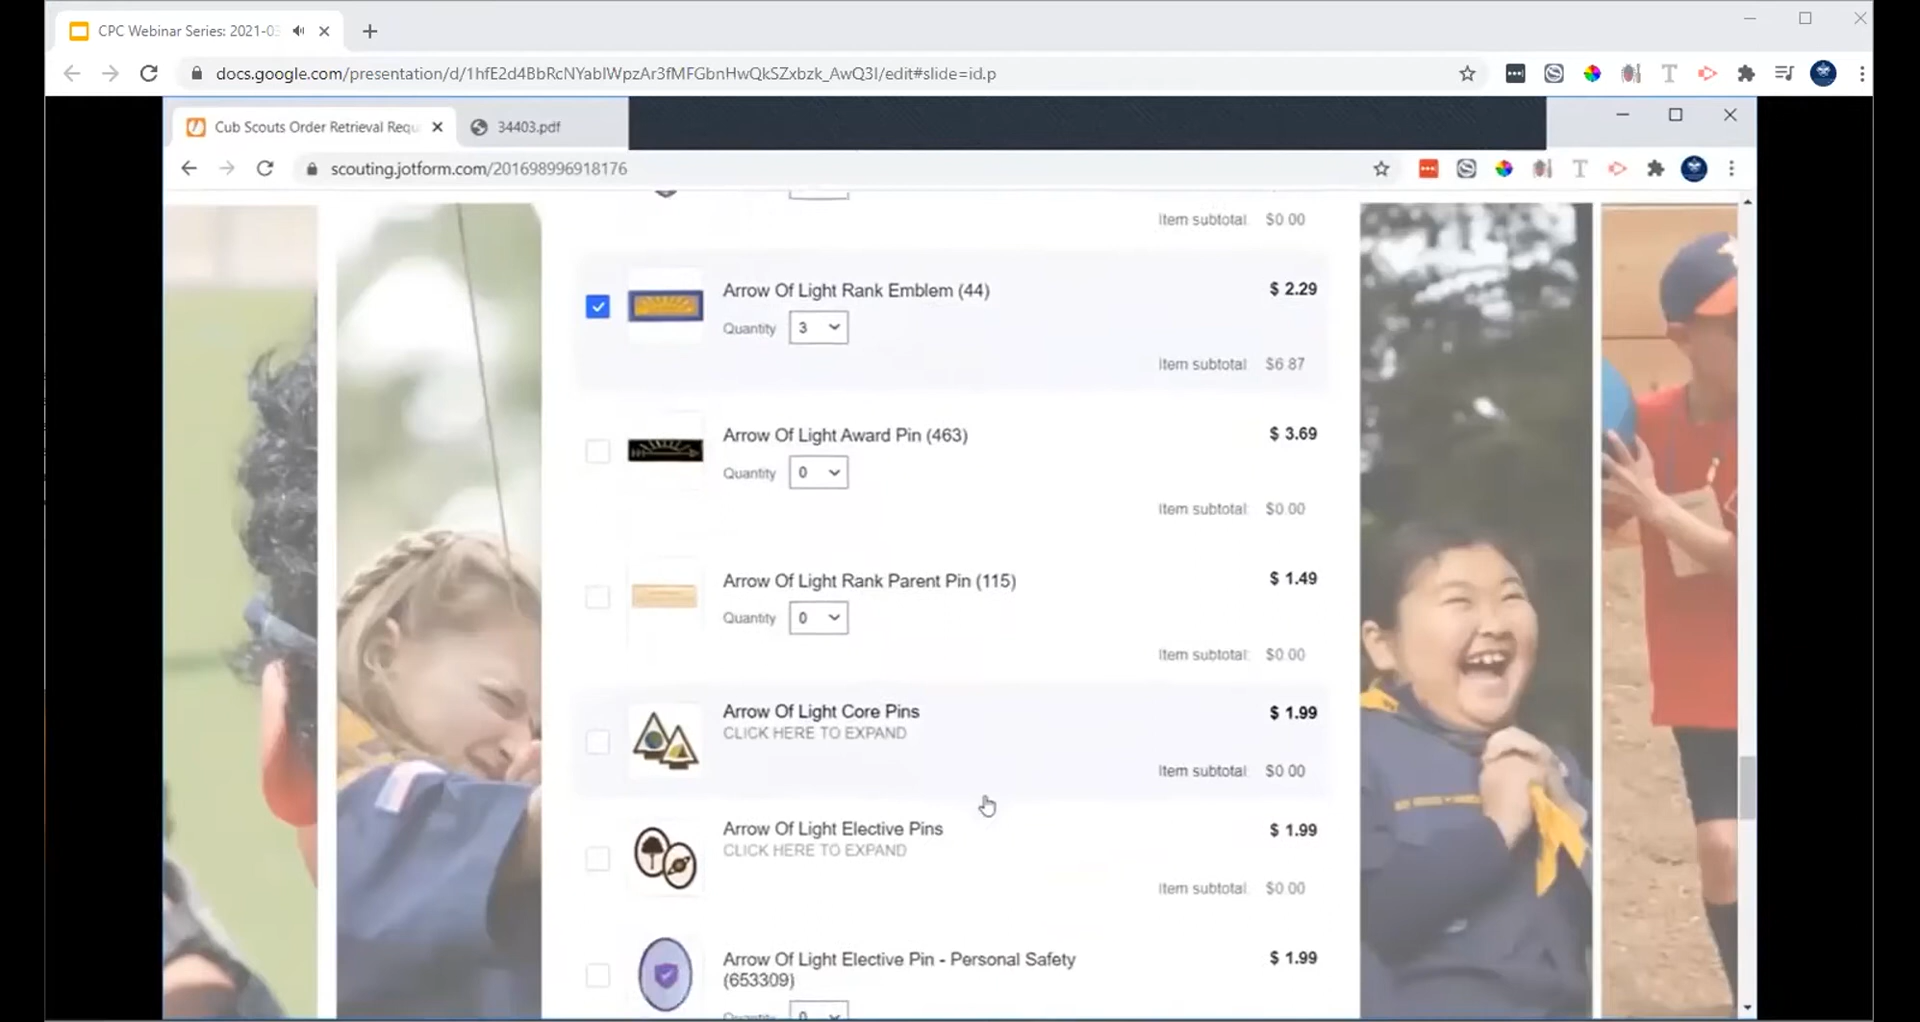 CPC Webinar Series: 2021-03
docs.google.com/presentation/d/1hfE2d4BbRcNYablWpzAr3fMFGbnHwQkSZxbzk_AwQ3I/edit#slide=id.p
Cub Scouts Order Retrieval Requ
34403.pdf
scouting.jotform.com/201698996918176
Item subtotal: $0.00
Arrow Of Light Rank Emblem (44) $ 2.29
Quantity 3
Item subtotal: $6.87
Arrow Of Light Award Pin (463) $ 3.69
Quantity 0
Item subtotal: $0.00
Arrow Of Light Rank Parent Pin (115) $ 1.49
Quantity 0
Item subtotal: $0.00
Arrow Of Light Core Pins $ 1.99
CLICK HERE TO EXPAND
Item subtotal: $0.00
Arrow Of Light Elective Pins $ 1.99
CLICK HERE TO EXPAND
Item subtotal: $0.00
Arrow Of Light Elective Pin - Personal Safety $ 1.99
(653309)
Quantity 0